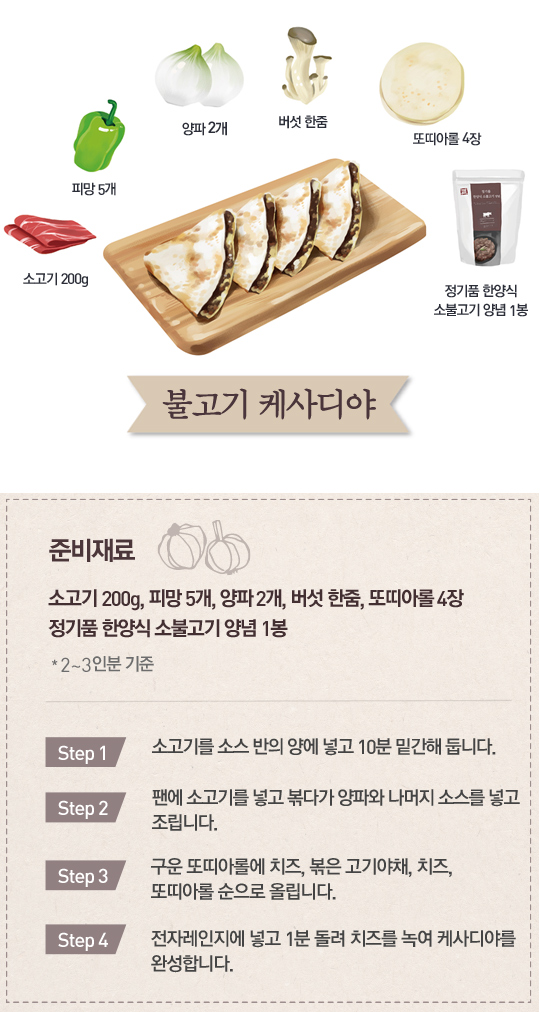 양파 2개
버섯 한줌
또띠아롤 4장
피망 5개
소고기 200g
정기품 한양식
소불고기 양념 1봉
불고기 케사디야
준비재료
소고기 200g, 피망 5개, 양파 2개, 버섯 한줌, 또띠아롤 4장
정기품 한양식 소불고기 양념 1봉
*2~3인분 기준
Step 1
소고기를 소스 반의 양에 넣고 10분 밑간해 둡니다.
Step 2
팬에 소고기를 넣고 볶다가 양파와 나머지 소스를 넣고
조립니다.
Step 3
구운 또띠아롤에 치즈, 볶은 고기야채, 치즈,
또띠아롤 순으로 올립니다.
Step 4
전자레인지에 넣고 1분 돌려 치즈를 녹여 케사디야를
완성합니다.